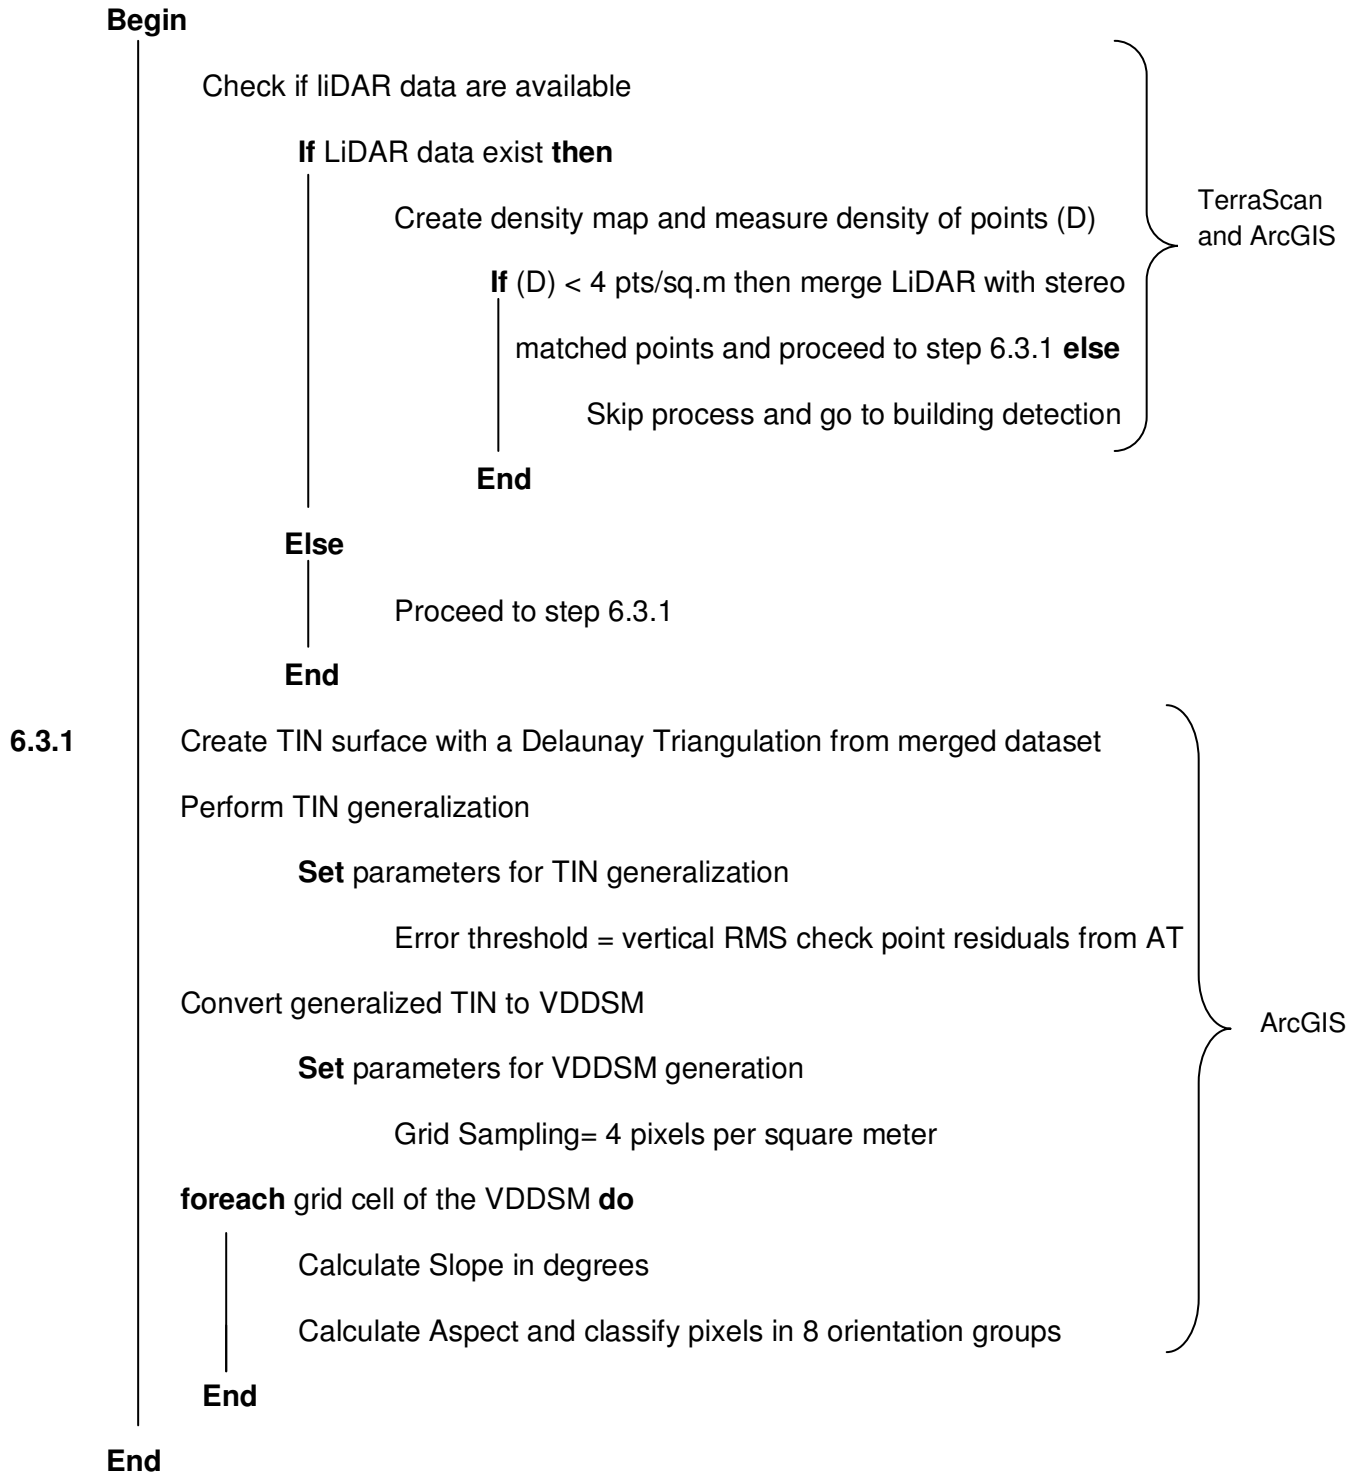 Begin
Check if liDAR data are available
If LiDAR data exist then
Create density map and measure density of points (D)
If (D) < 4 pts/sq.m then merge LiDAR with stereo
matched points and proceed to step 6.3.1 else
Skip process and go to building detection
End
TerraScan
and ArcGIS
Else
Proceed to step 6.3.1
End
6.3.1 Create TIN surface with a Delaunay Triangulation from merged dataset
Perform TIN generalization
Set parameters for TIN generalization
Error threshold = vertical RMS check point residuals from AT
Convert generalized TIN to VDDSM
Set parameters for VDDSM generation
Grid Sampling= 4 pixels per square meter
foreach grid cell of the VDDSM do
Calculate Slope in degrees
Calculate Aspect and classify pixels in 8 orientation groups
End
ArcGIS
End